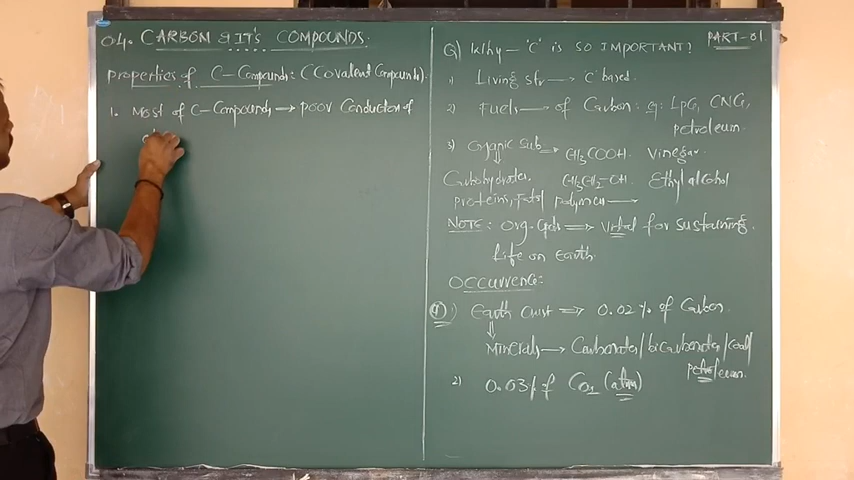 04. CARBON & IT'S COMPOUNDS.
properties of C-Compounds: (Covalent Compounds).
1. Most of C-Compounds → poor Conduction of
PART-01.
Q) Why - 'C' is so IMPORTANT?
1) Living str → C based.
2) Fuels → of Carbon: eg: LPG, CNG,
petroleum.
3) Organic Sub ⇒ CH3COOH. Vinegar.
Carbohydrates, CH3CH2-OH. Ethyl alcohol
proteins, Fats/ polymer →
NOTE: Org. Cpds ⇒ Vital for sustaining
life on Earth.
OCCURRENCE:
1) Earth Crust ⇒ 0.02% of Carbon.
Minerals → Carbonates/bicarbonates/coal/
petroleum.
2) 0.03% of CO2 (atm)